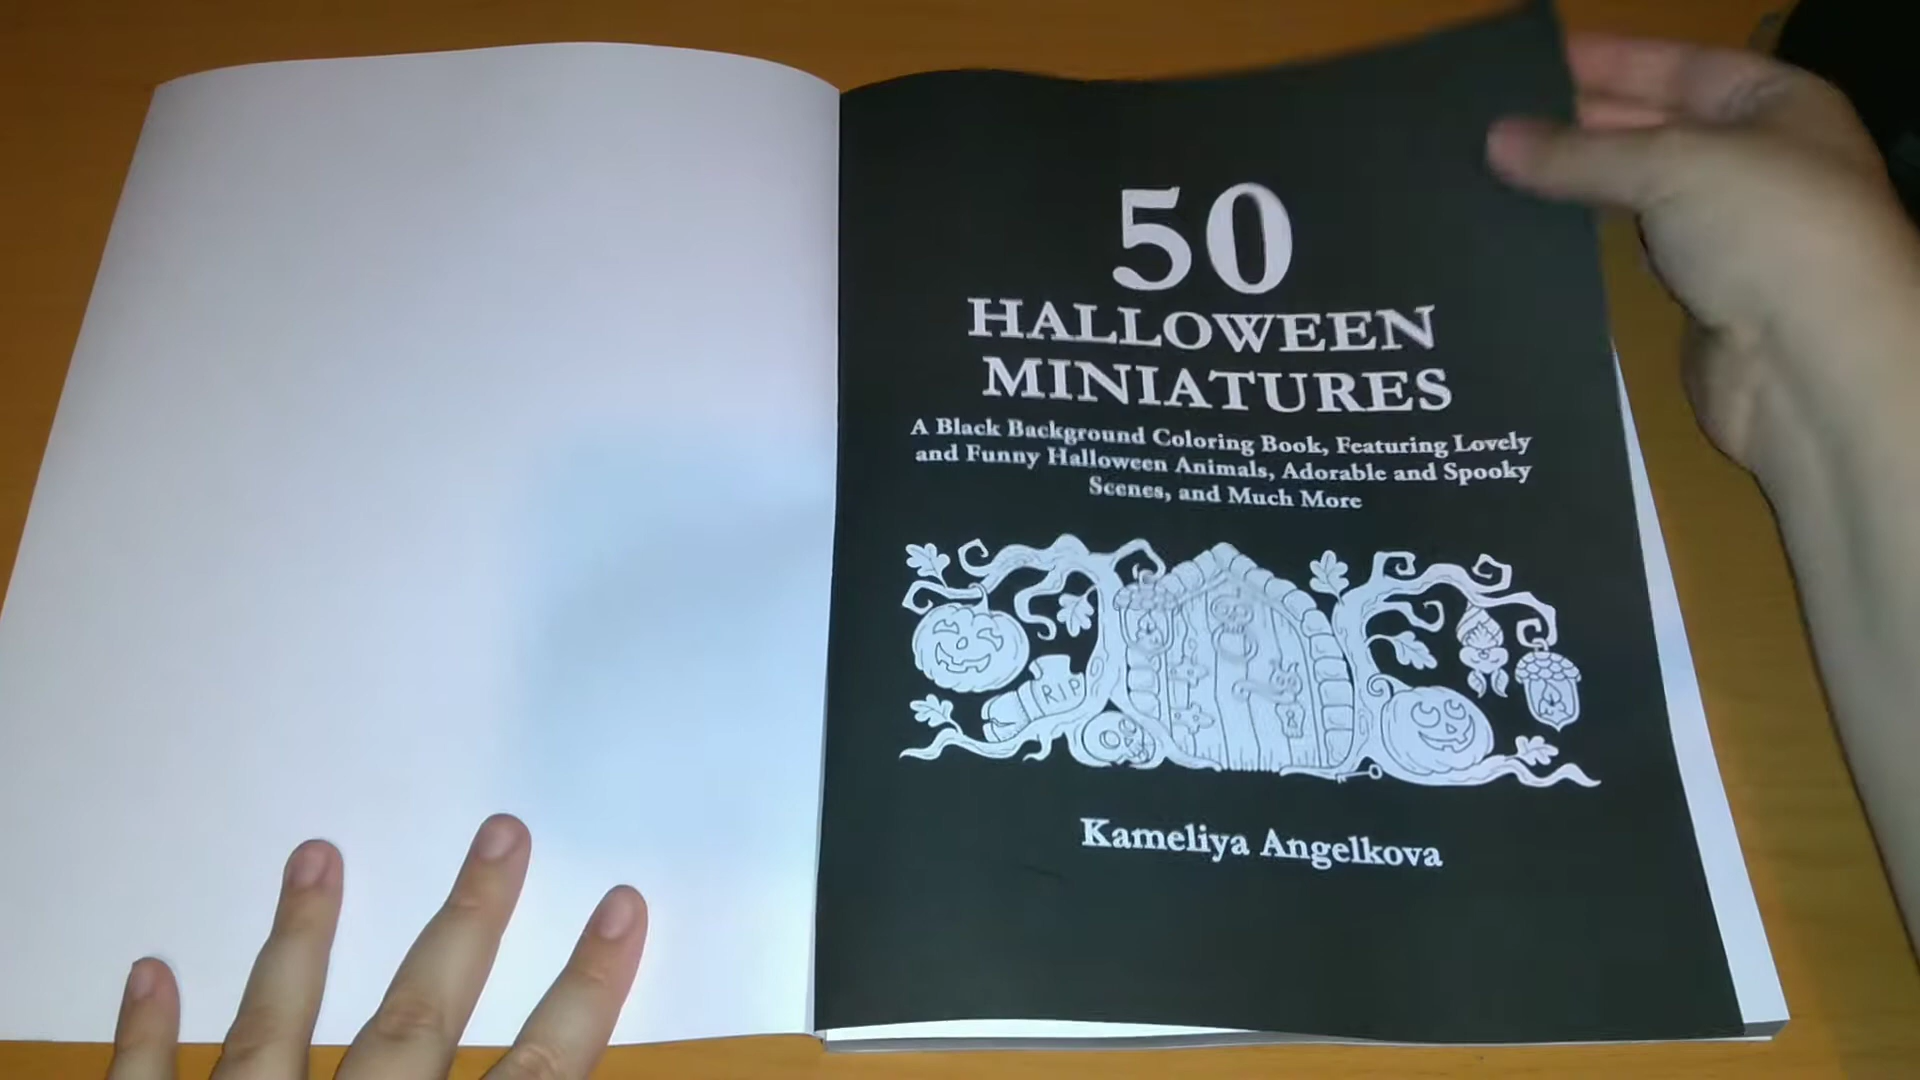 50
HALLOWEEN
MINIATURES
A Black Background Coloring Book, Featuring Lovely
and Funny Halloween Animals, Adorable and Spooky
Scenes, and Much More
RIP
Kameliya Angelkova